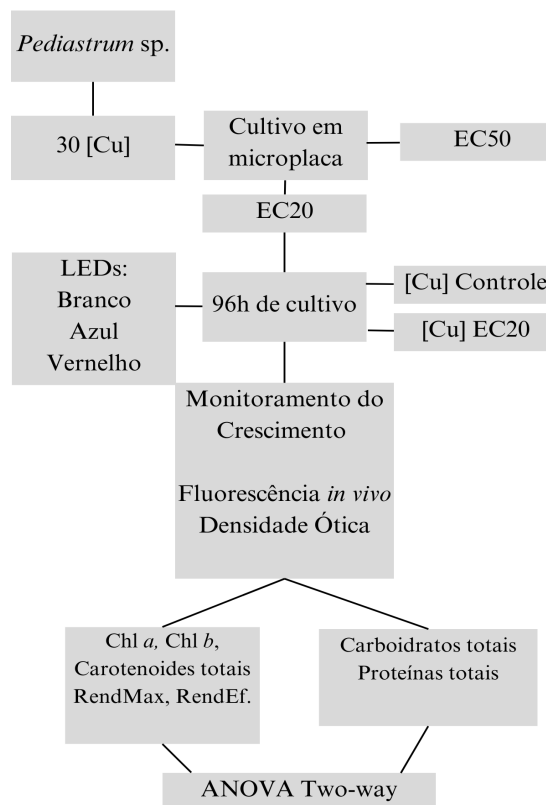 Pediastrum sp.
30 [Cu]
Cultivo em
microplaca
EC50
EC20
LEDs:
Branco
Azul
Vernelho
96h de cultivo
[Cu] Controle
[Cu] EC20
Monitoramento do
Crescimento
Fluorescência in vivo
Densidade Ótica
Chl a, Chl b,
Carotenoides totais
RendMax, RendEf.
Carboidratos totais
Proteínas totais
ANOVA Two-way